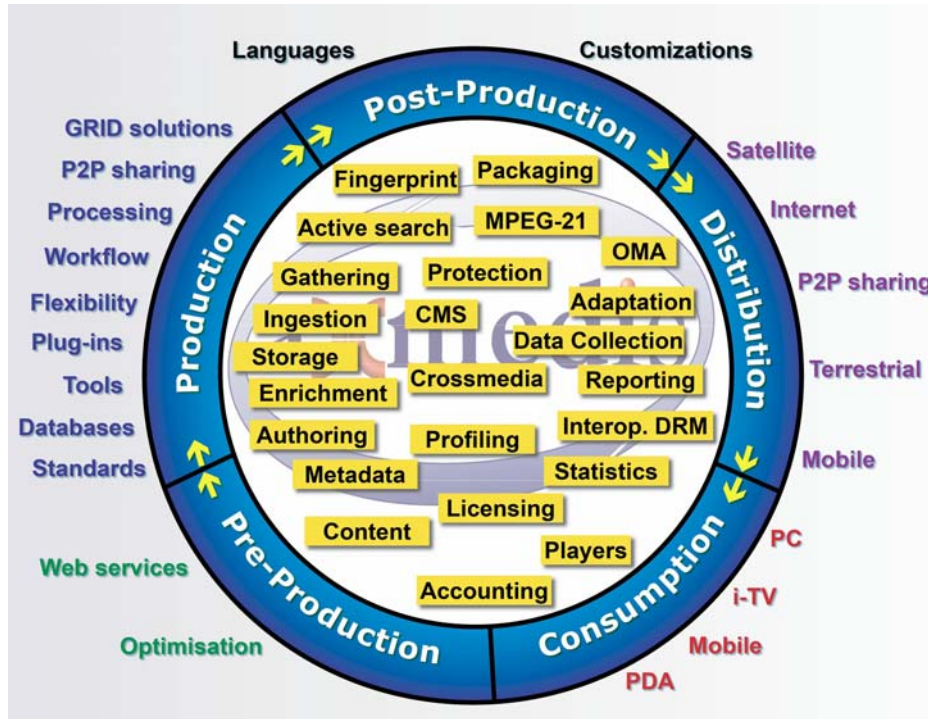 Languages
Customizations
Post-Production
GRID solutions
P2P sharing
Processing
Workflow
Flexibility
Plug-ins
Tools
Databases
Standards
Production
Satellite
Internet
P2P sharing
Terrestrial
Mobile
Distribution
Fingerprint
Packaging
Active search
MPEG-21
OMA
Gathering
Protection
Adaptation
Ingestion
CMS
Data Collection
Storage
Crossmedia
Reporting
Enrichment
Authoring
Profiling
Interop. DRM
Metadata
Statistics
Licensing
Content
Players
Accounting
Web services
Optimisation
Pre-Production
Consumption
PC
i-TV
Mobile
PDA